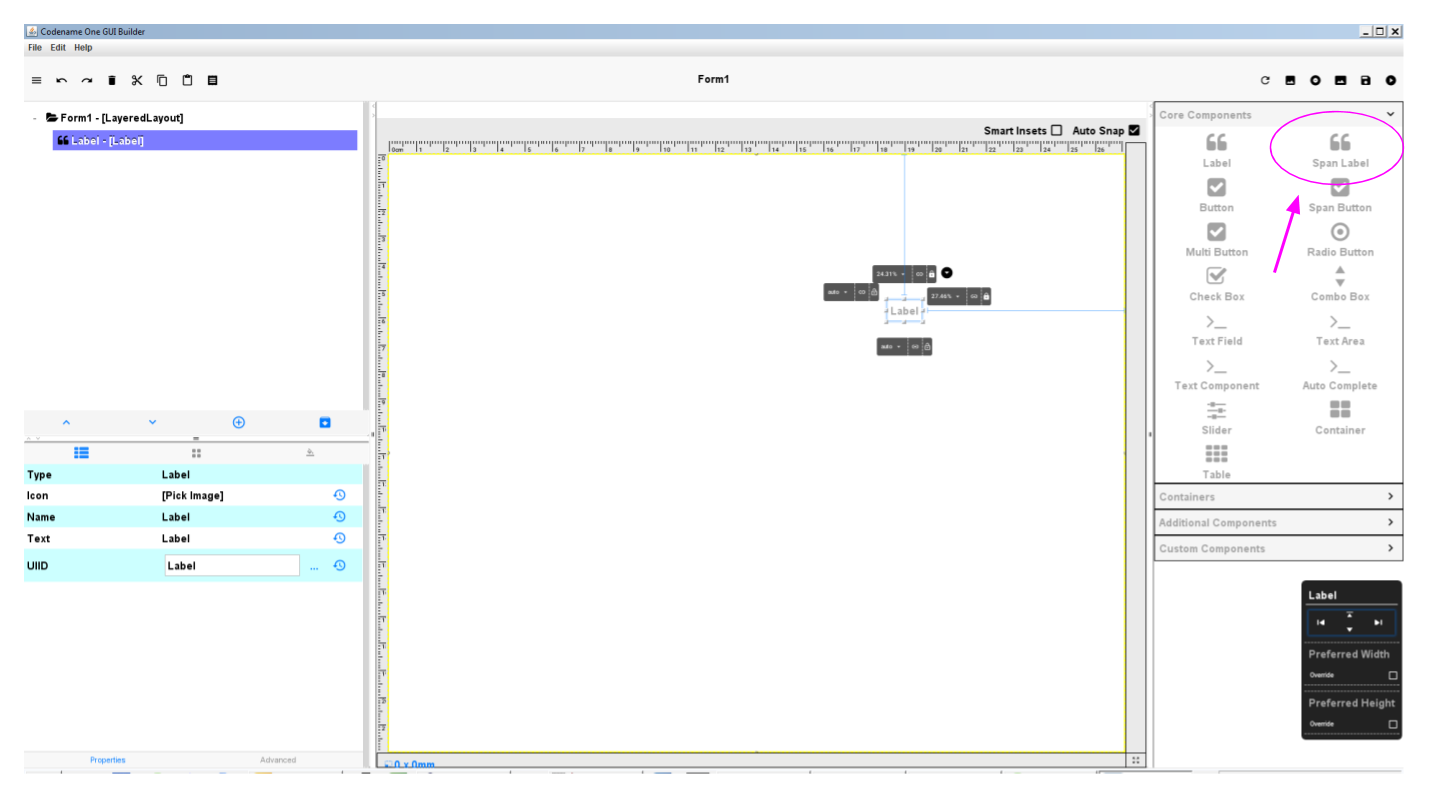 Codename One GUI Builder
File Edit Help
Form1
- Form1 - [LayeredLayout]
Label - [Label]
Smart Insets Auto Snap
0cm 1 2 3 4 5 6 7 8 9 10 11 12 13 14 15 16 17 18 19 20 21 22 23 24 25 26
24.31%
auto
27.46%
Label
auto
0 x 0mm
Type Label
Icon [Pick Image]
Name Label
Text Label
UIID Label ...
Properties Advanced
Core Components
Label Span Label
Button Span Button
Multi Button Radio Button
Check Box Combo Box
Text Field Text Area
Text Component Auto Complete
Slider Container
Table
Containers
Additional Components
Custom Components
Label
Preferred Width
Override
Preferred Height
Override